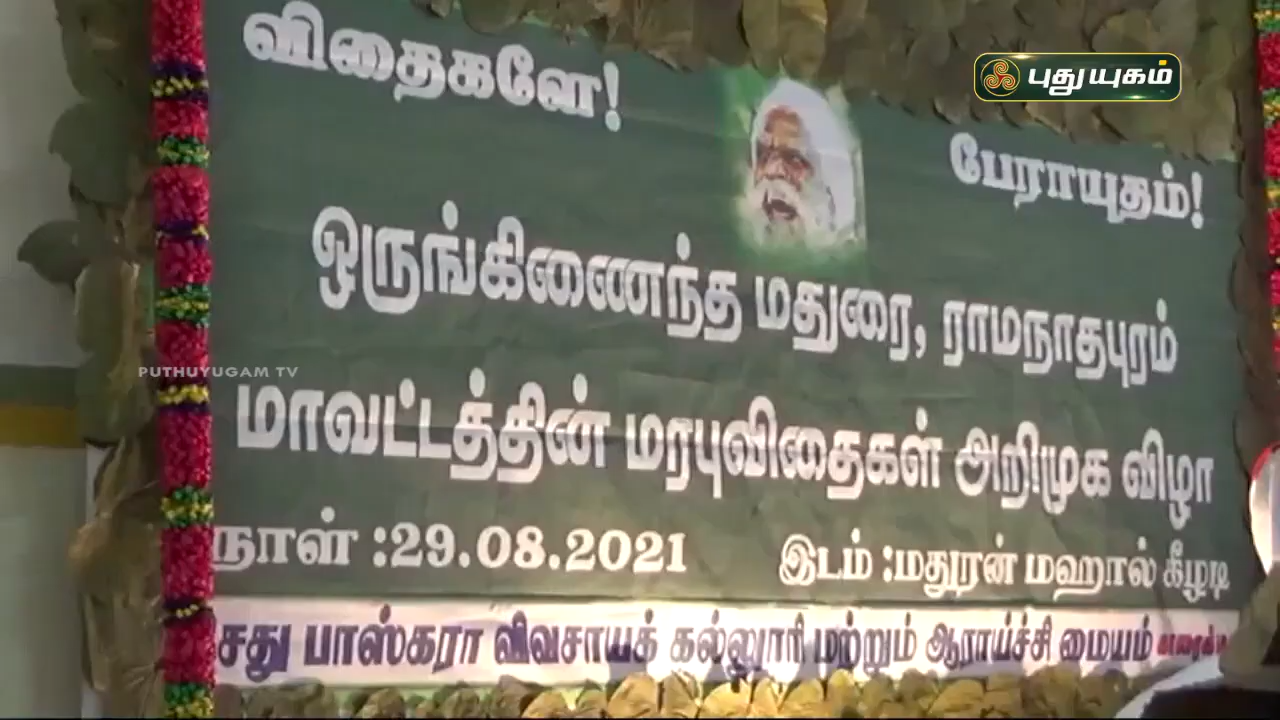 புதுயுகம்
விதைகளே! பேராயுதம்!
ஒருங்கிணைந்த மதுரை, ராமநாதபுரம்
PUTHUYUGAM TV
மாவட்டத்தின் மரபுவிதைகள் அறிமுக விழா
நாள் :29.08.2021 இடம் :மதுரன் மஹால் கீழடி
சேது பாஸ்கரா விவசாயக் கல்லூரி மற்றும் ஆராய்ச்சி மையம்